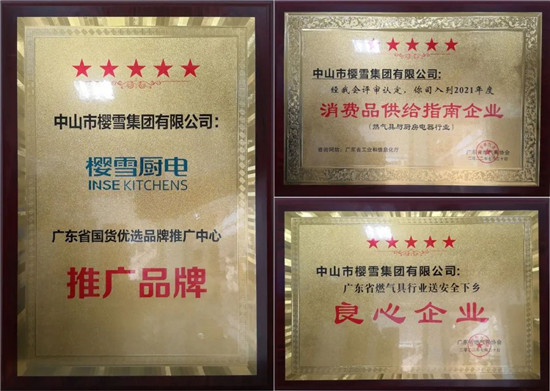 中山市樱雪集团有限公司：
樱雪厨电
INSE KITCHENS
广东省国货优选品牌推广中心
推广品牌
中山市樱雪集团有限公司：
经我会评审认定，你司入列2021年度
消费品供给指南企业
（燃气具与厨房电器行业）
中山市樱雪集团有限公司：
广东省燃气具行业送安全下乡
良心企业